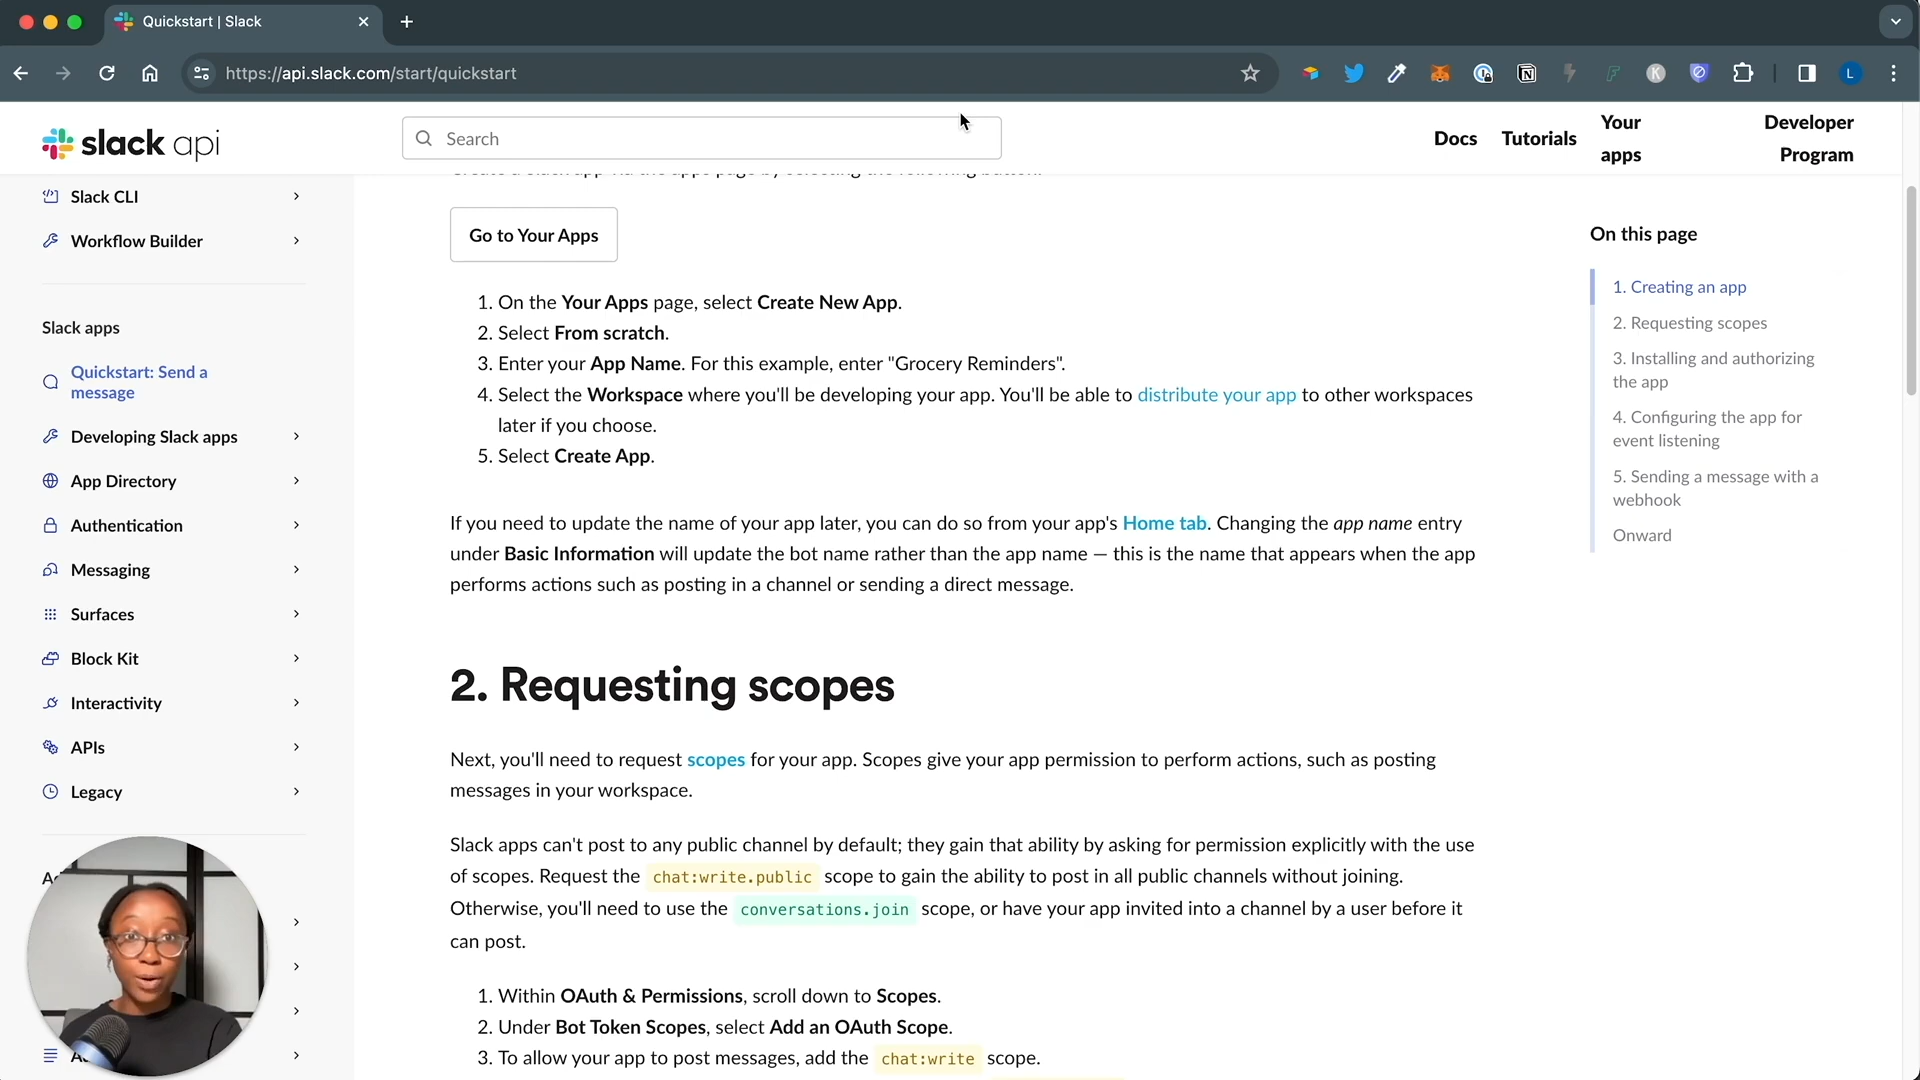 Quickstart | Slack
https://api.slack.com/start/quickstart
L
slack api
Search
Docs
Tutorials
Your apps
Developer Program
Slack CLI
Workflow Builder
Slack apps
Quickstart: Send a
message
Developing Slack apps
App Directory
Authentication
Messaging
Surfaces
Block Kit
Interactivity
APIs
Legacy
Create a Slack app via the apps page by selecting the following button:
Go to Your Apps
1. On the Your Apps page, select Create New App.
2. Select From scratch.
3. Enter your App Name. For this example, enter "Grocery Reminders".
4. Select the Workspace where you'll be developing your app. You'll be able to distribute your app to other workspaces
later if you choose.
5. Select Create App.
If you need to update the name of your app later, you can do so from your app's Home tab. Changing the app name entry
under Basic Information will update the bot name rather than the app name — this is the name that appears when the app
performs actions such as posting in a channel or sending a direct message.
2. Requesting scopes
Next, you'll need to request scopes for your app. Scopes give your app permission to perform actions, such as posting
messages in your workspace.
Slack apps can't post to any public channel by default; they gain that ability by asking for permission explicitly with the use
of scopes. Request the chat:write.public scope to gain the ability to post in all public channels without joining.
Otherwise, you'll need to use the conversations.join scope, or have your app invited into a channel by a user before it
can post.
1. Within OAuth & Permissions, scroll down to Scopes.
2. Under Bot Token Scopes, select Add an OAuth Scope.
3. To allow your app to post messages, add the chat:write scope.
On this page
1. Creating an app
2. Requesting scopes
3. Installing and authorizing
the app
4. Configuring the app for
event listening
5. Sending a message with a
webhook
Onward